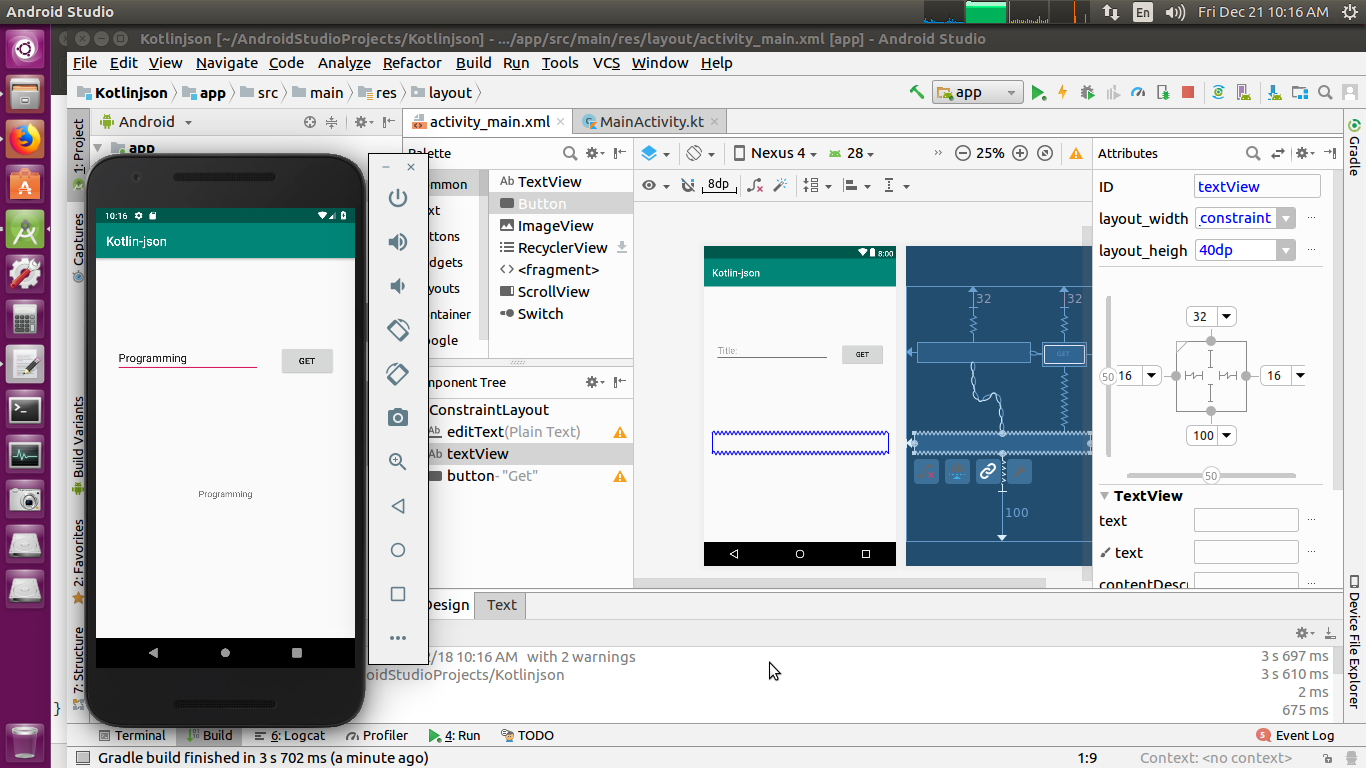 Android Studio
En
Fri Dec 21 10:16 AM
Kotlinjson [~/AndroidStudioProjects/Kotlinjson] - .../app/src/main/res/layout/activity_main.xml [app] - Android Studio
File Edit View Navigate Code Analyze Refactor Build Run Tools VCS Window Help
Kotlinjson app src main res layout
app
1: Project
Captures
Build Variants
2: Favorites
7: Structure
Android
app
activity_main.xml
MainActivity.kt
Palette
ommon
xt
ttons
dgets
youts
ntainer
ogle
Ab TextView
Button
ImageView
RecyclerView
<fragment>
ScrollView
Switch
mponent Tree
ConstraintLayout
Ab editText(Plain Text)
Ab textView
button- "Get"
Nexus 4
28
25%
8dp
8:00
Kotlin-json
Title:
GET
32
32
GET
100
Attributes
ID textView
layout_width constraint
layout_heigh 40dp
32
50
16
16
100
50
TextView
text
text
contentDescr
Gradle
Device File Explorer
10:16
Kotlin-json
Programming
GET
Programming
Design
Text
/18 10:16 AM with 2 warnings
oidStudioProjects/Kotlinjson
3 s 697 ms
3 s 610 ms
2 ms
675 ms
}
Terminal
Build
6: Logcat
Profiler
4: Run
TODO
5 Event Log
Gradle build finished in 3 s 702 ms (a minute ago)
1:9
Context: <no context>